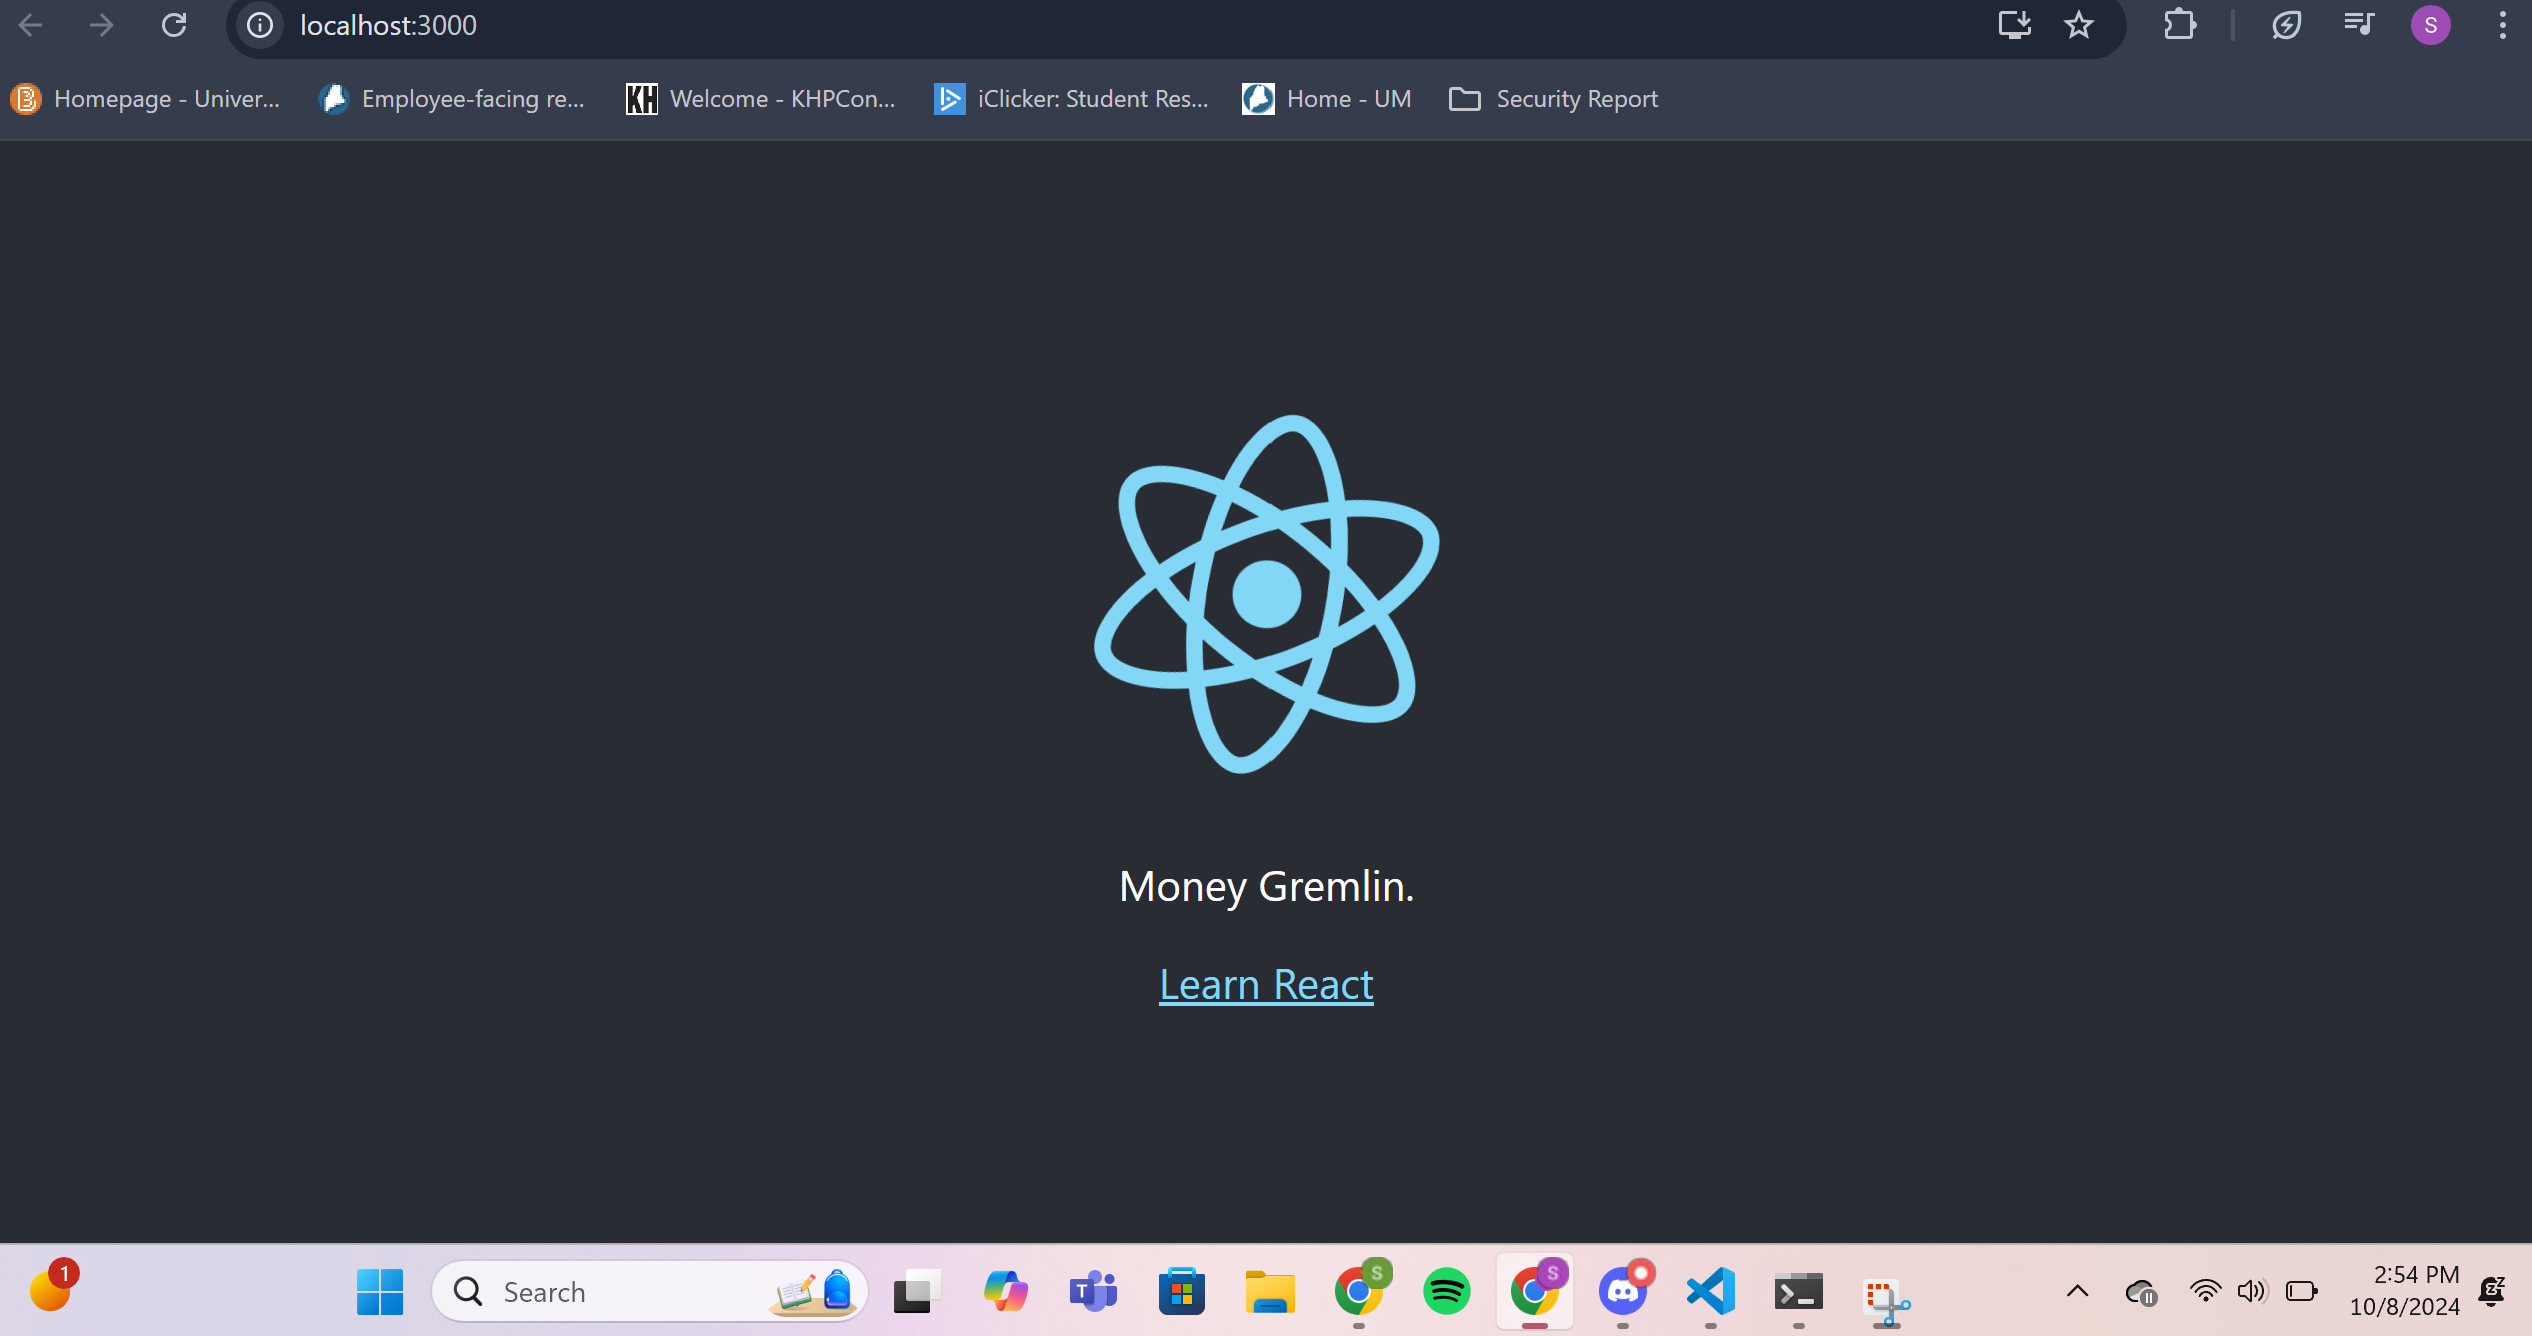 localhost:3000
Homepage - Univer...
Employee-facing re...
KH
Welcome - KHPCon...
iClicker: Student Res...
Home - UM
Security Report
S
Money Gremlin.
Learn React
1
Search
T
S
S
2:54 PM
10/8/2024